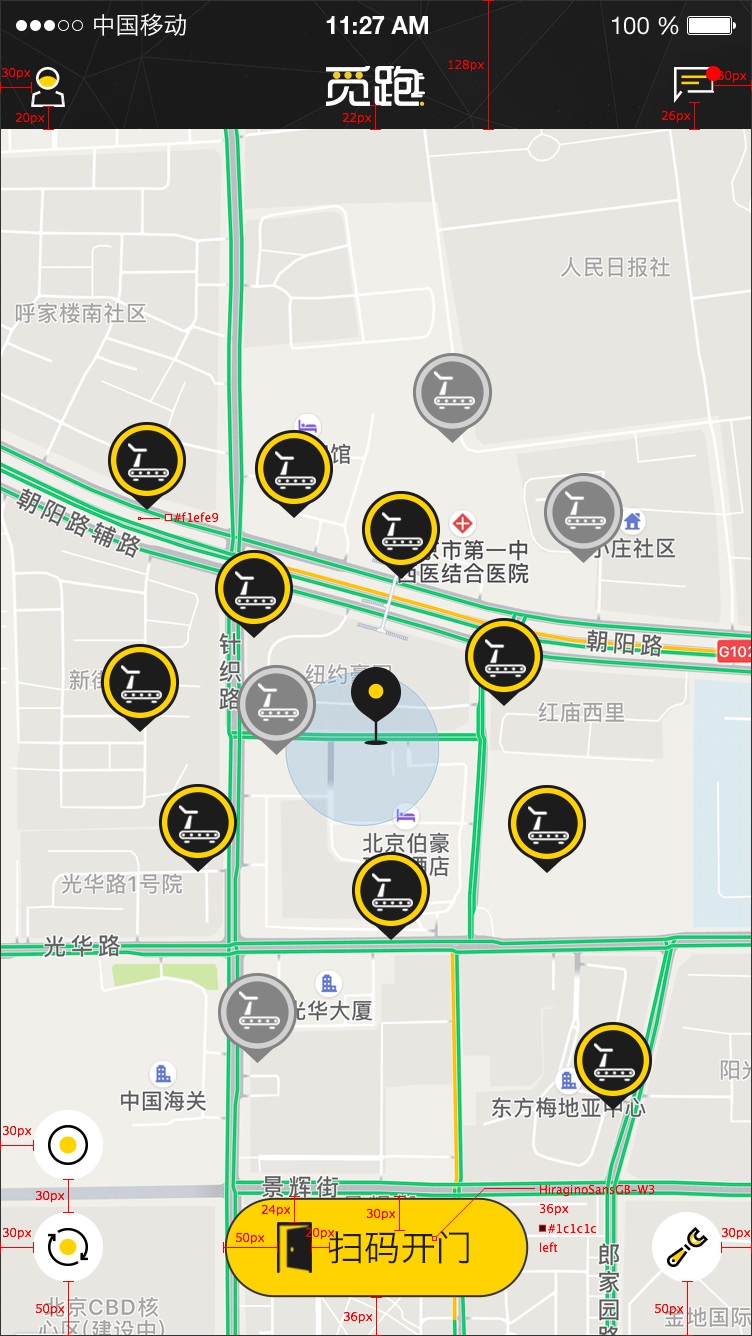 中国移动
11:27 AM
100 %
128px
30px
30px
觅跑
20px
22px
26px
人民日报社
呼家楼南社区
馆
朝阳路辅路
#f1efe9
京市第一中
西医结合医院
小庄社区
朝阳路
G102
针织路
新街
纽约豪园
红庙西里
北京伯豪
酒店
光华路1号院
光华路
光华大厦
中国海关
东方梅地亚中心
阳光
30px
30px
景辉街
HiraginoSansGB-W3
24px
30px
36px
#1c1c1c
left
50px
20px
扫码开门
30px
30px
郎家园路
50px
北京CBD核
心区(建设中)
36px
50px
金地国际